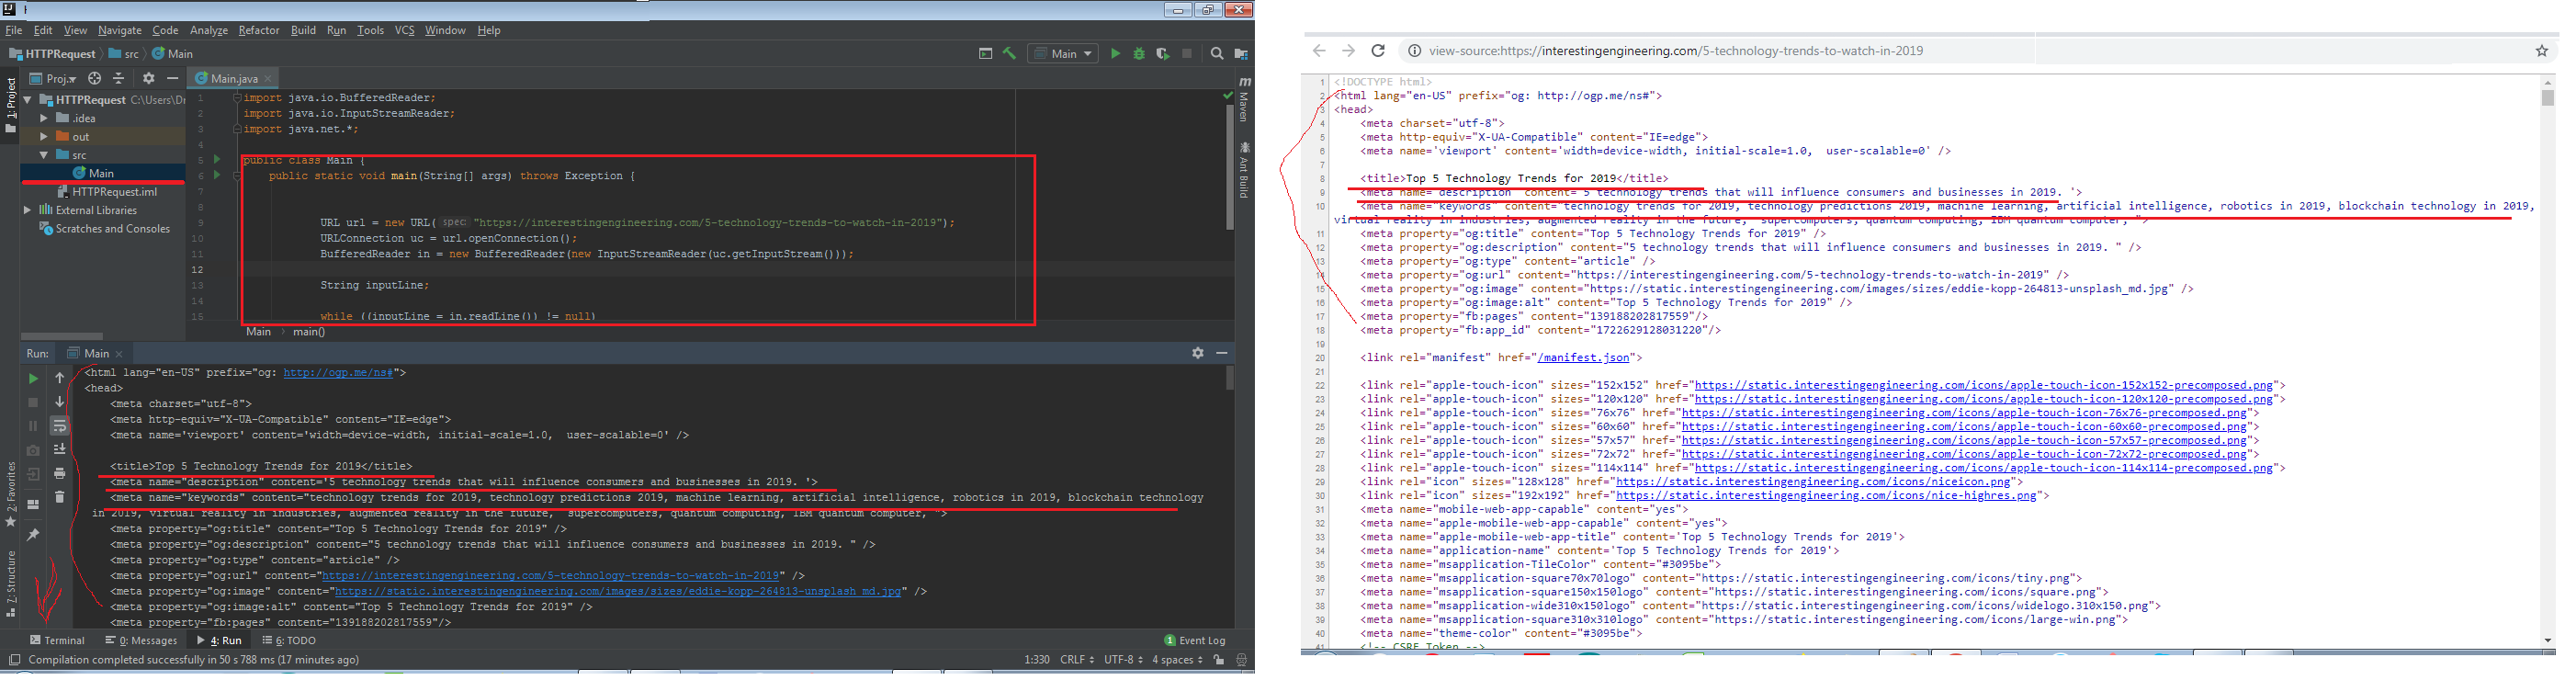 File Edit View Navigate Code Analyze Refactor Build Run Tools VCS Window Help
HTTPRequest src Main
Main
1: Project
Proj..
Main.java
HTTPRequest C:\Users\Dr
.idea
out
src
Main
HTTPRequest.iml
External Libraries
Scratches and Consoles
1 import java.io.BufferedReader;
2 import java.io.InputStreamReader;
3 import java.net.*;
4
5 public class Main {
6 public static void main(String[] args) throws Exception {
7
8
9 URL url = new URL( spec: "https://interestingengineering.com/5-technology-trends-to-watch-in-2019");
10 URLConnection uc = url.openConnection();
11 BufferedReader in = new BufferedReader(new InputStreamReader(uc.getInputStream()));
12
13 String inputLine;
14
15 while ((inputLine = in.readLine()) != null)
Main main()
m Maven
Ant Build
Run: Main
<html lang="en-US" prefix="og: http://ogp.me/ns#">
<head>
<meta charset="utf-8">
<meta http-equiv="X-UA-Compatible" content="IE=edge">
<meta name='viewport' content='width=device-width, initial-scale=1.0,  user-scalable=0' />
<title>Top 5 Technology Trends for 2019</title>
<meta name="description" content='5 technology trends that will influence consumers and businesses in 2019. '>
<meta name="keywords" content="technology trends for 2019, technology predictions 2019, machine learning, artificial intelligence, robotics in 2019, blockchain technology
in 2019, virtual reality in industries, augmented reality in the future,  supercomputers, quantum computing, IBM quantum computer, ">
<meta property="og:title" content="Top 5 Technology Trends for 2019" />
<meta property="og:description" content="5 technology trends that will influence consumers and businesses in 2019. " />
<meta property="og:type" content="article" />
<meta property="og:url" content="https://interestingengineering.com/5-technology-trends-to-watch-in-2019" />
<meta property="og:image" content="https://static.interestingengineering.com/images/sizes/eddie-kopp-264813-unsplash_md.jpg" />
<meta property="og:image:alt" content="Top 5 Technology Trends for 2019" />
<meta property="fb:pages" content="139188202817559"/>
2: Favorites
Z: Structure
Terminal 0: Messages 4: Run 6: TODO
1 Event Log
Compilation completed successfully in 50 s 788 ms (17 minutes ago)
1:330 CRLF UTF-8 4 spaces
view-source:https://interestingengineering.com/5-technology-trends-to-watch-in-2019
1 <!DOCTYPE html>
2 <html lang="en-US" prefix="og: http://ogp.me/ns#">
3 <head>
4 <meta charset="utf-8">
5 <meta http-equiv="X-UA-Compatible" content="IE=edge">
6 <meta name='viewport' content='width=device-width, initial-scale=1.0,  user-scalable=0' />
7
8 <title>Top 5 Technology Trends for 2019</title>
9 <meta name="description" content='5 technology trends that will influence consumers and businesses in 2019. '>
10 <meta name="keywords" content="technology trends for 2019, technology predictions 2019, machine learning, artificial intelligence, robotics in 2019, blockchain technology in 2019,
virtual reality in industries, augmented reality in the future,  supercomputers, quantum computing, IBM quantum computer, ">
11 <meta property="og:title" content="Top 5 Technology Trends for 2019" />
12 <meta property="og:description" content="5 technology trends that will influence consumers and businesses in 2019. " />
13 <meta property="og:type" content="article" />
14 <meta property="og:url" content="https://interestingengineering.com/5-technology-trends-to-watch-in-2019" />
15 <meta property="og:image" content="https://static.interestingengineering.com/images/sizes/eddie-kopp-264813-unsplash_md.jpg" />
16 <meta property="og:image:alt" content="Top 5 Technology Trends for 2019" />
17 <meta property="fb:pages" content="139188202817559"/>
18 <meta property="fb:app_id" content="1722629128031220"/>
19
20 <link rel="manifest" href="/manifest.json">
21
22 <link rel="apple-touch-icon" sizes="152x152" href="https://static.interestingengineering.com/icons/apple-touch-icon-152x152-precomposed.png">
23 <link rel="apple-touch-icon" sizes="120x120" href="https://static.interestingengineering.com/icons/apple-touch-icon-120x120-precomposed.png">
24 <link rel="apple-touch-icon" sizes="76x76" href="https://static.interestingengineering.com/icons/apple-touch-icon-76x76-precomposed.png">
25 <link rel="apple-touch-icon" sizes="60x60" href="https://static.interestingengineering.com/icons/apple-touch-icon-60x60-precomposed.png">
26 <link rel="apple-touch-icon" sizes="57x57" href="https://static.interestingengineering.com/icons/apple-touch-icon-57x57-precomposed.png">
27 <link rel="apple-touch-icon" sizes="72x72" href="https://static.interestingengineering.com/icons/apple-touch-icon-72x72-precomposed.png">
28 <link rel="apple-touch-icon" sizes="114x114" href="https://static.interestingengineering.com/icons/apple-touch-icon-114x114-precomposed.png">
29 <link rel="icon" sizes="128x128" href="https://static.interestingengineering.com/icons/niceicon.png">
30 <link rel="icon" sizes="192x192" href="https://static.interestingengineering.com/icons/nice-highres.png">
31 <meta name="mobile-web-app-capable" content="yes">
32 <meta name="apple-mobile-web-app-capable" content="yes">
33 <meta name="apple-mobile-web-app-title" content='Top 5 Technology Trends for 2019'>
34 <meta name="application-name" content='Top 5 Technology Trends for 2019'>
35 <meta name="msapplication-TileColor" content="#3095be">
36 <meta name="msapplication-square70x70logo" content="https://static.interestingengineering.com/icons/tiny.png">
37 <meta name="msapplication-square150x150logo" content="https://static.interestingengineering.com/icons/square.png">
38 <meta name="msapplication-wide310x150logo" content="https://static.interestingengineering.com/icons/widelogo.310x150.png">
39 <meta name="msapplication-square310x310logo" content="https://static.interestingengineering.com/icons/large-win.png">
40 <meta name="theme-color" content="#3095be">
41 <!-- CSRF Token -->